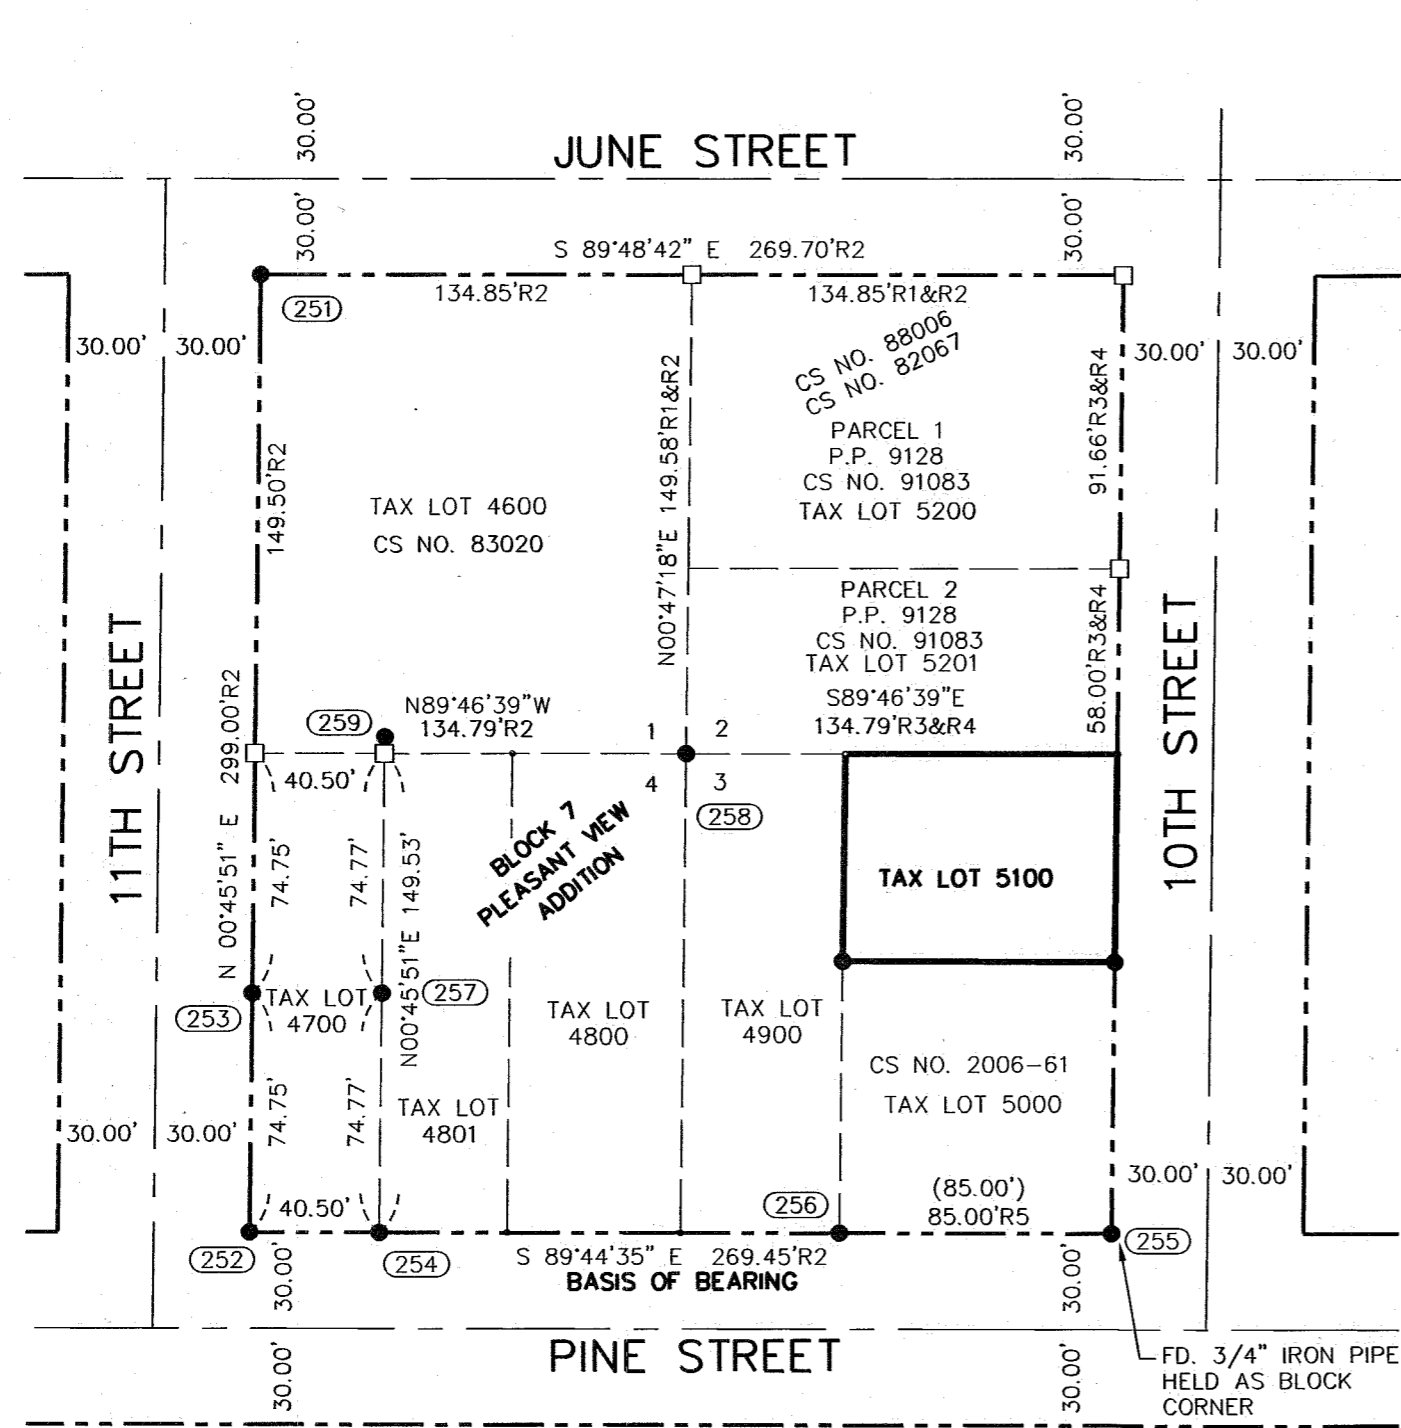 30.00'
30.00'
JUNE STREET
30.00'
30.00'
S 89°48'42" E 269.70'R2
134.85'R2
134.85'R1&R2
251
CS NO. 88006
CS NO. 82067
30.00'
30.00'
30.00'
30.00'
149.50'R2
N00°47'18"E 149.58'R1&R2
91.66'R3&R4
PARCEL 1
P.P. 9128
CS NO. 91083
TAX LOT 5200
TAX LOT 4600
CS NO. 83020
PARCEL 2
P.P. 9128
CS NO. 91083
TAX LOT 5201
58.00'R3&R4
11TH STREET
10TH STREET
N 00°45'51" E 299.00'R2
259
N89°46'39"W
134.79'R2
S89°46'39"E
134.79'R3&R4
1
2
4
3
40.50'
258
BLOCK 7
PLEASANT VIEW
ADDITION
74.75'
74.77'
N00°45'51"E 149.53'
TAX LOT 5100
253
TAX LOT
4700
257
TAX LOT
4800
TAX LOT
4900
CS NO. 2006-61
TAX LOT 5000
74.75'
74.77'
TAX LOT
4801
30.00'
30.00'
30.00'
30.00'
40.50'
256
(85.00')
85.00'R5
252
254
S 89°44'35" E 269.45'R2
BASIS OF BEARING
255
30.00'
30.00'
PINE STREET
30.00'
30.00'
FD. 3/4" IRON PIPE
HELD AS BLOCK
CORNER